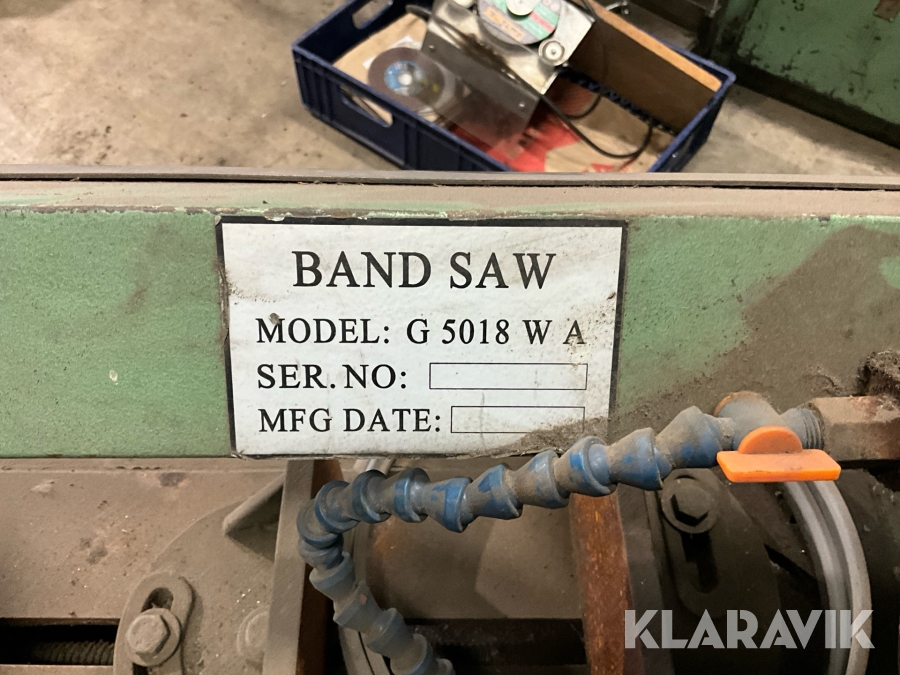 BAND SAW
MODEL: G 5018 W A
SER. NO:
MFG DATE:
KLARAVIK